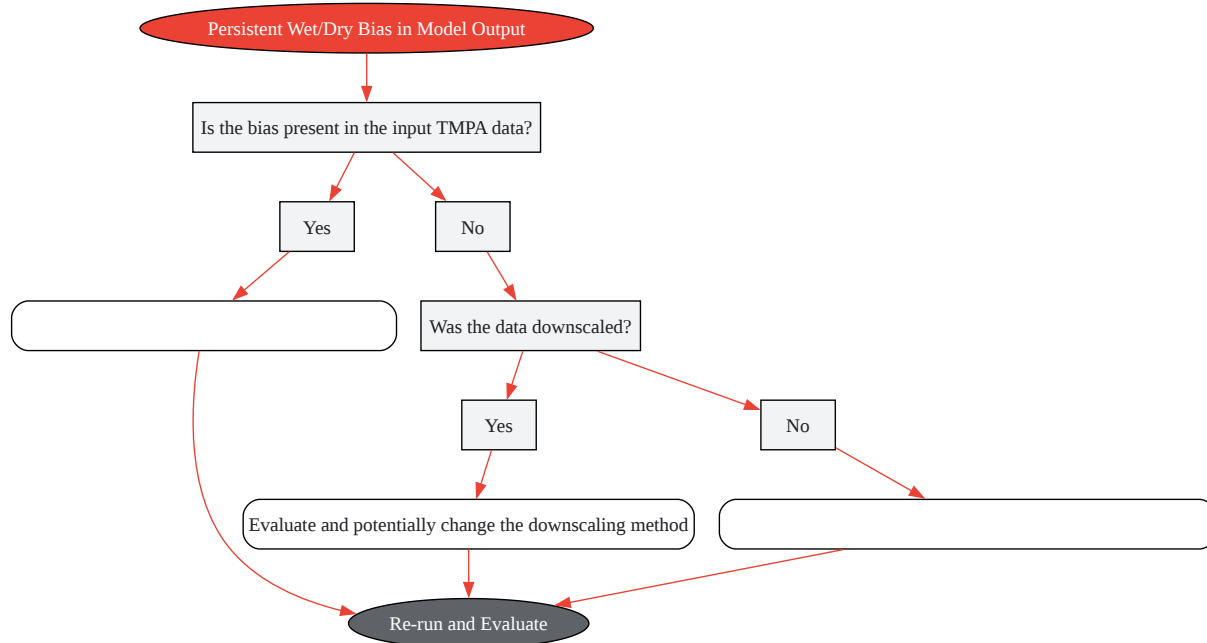 Persistent Wet/Dry Bias in Model Output
Is the bias present in the input TMPA data?
Yes
No
Was the data downscaled?
Yes
No
Evaluate and potentially change the downscaling method
Re-run and Evaluate